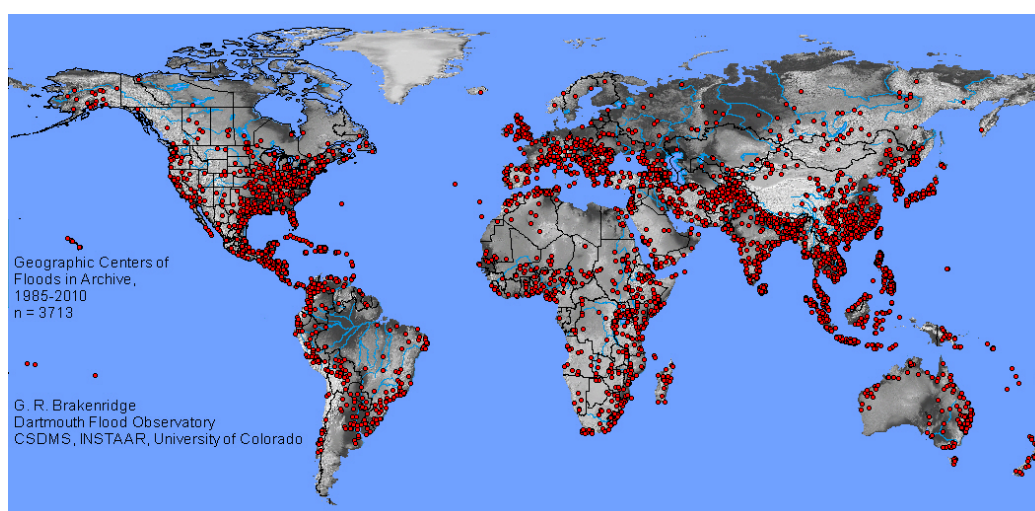 Geographic Centers of
Floods in Archive,
1985-2010
n = 3713
G. R. Brakenridge
Dartmouth Flood Observatory
CSDMS, INSTAAR, University of Colorado